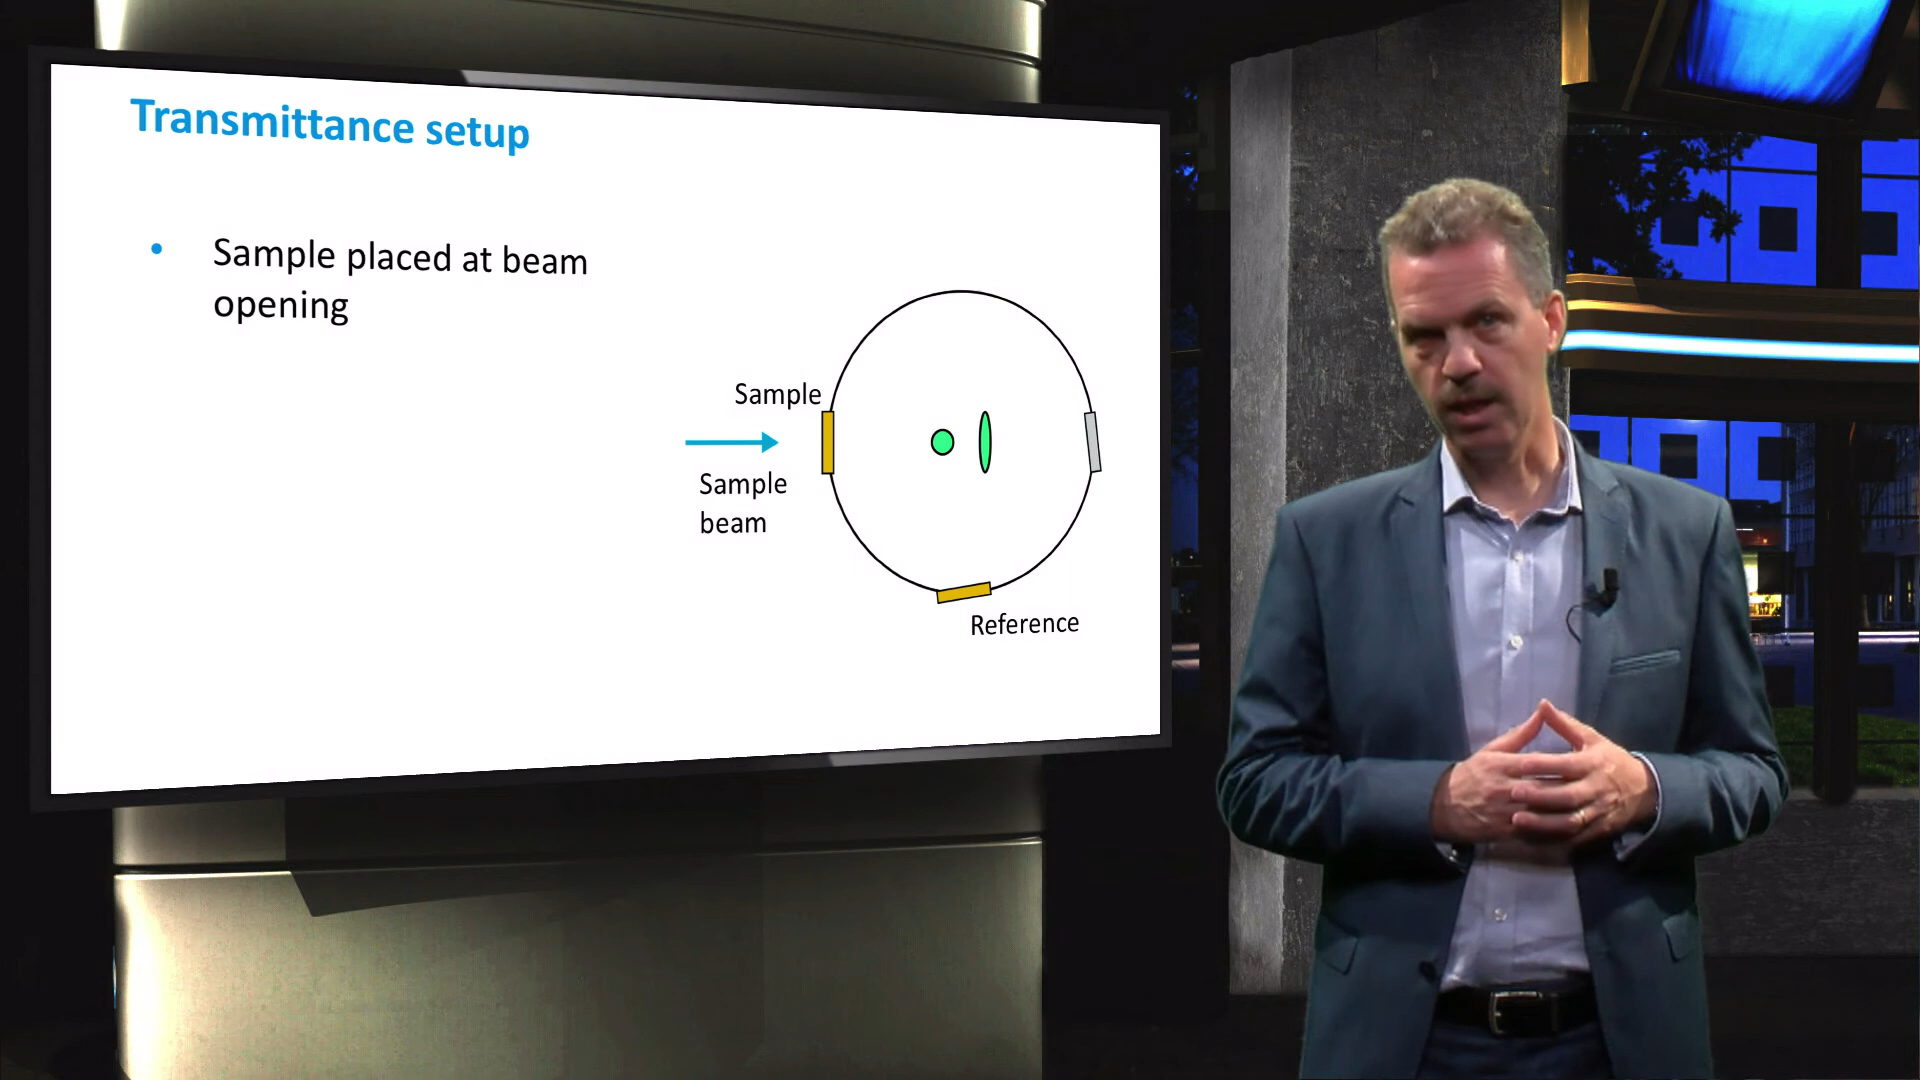 Transmittance setup
• Sample placed at beam
opening
Sample
Sample
beam
Reference